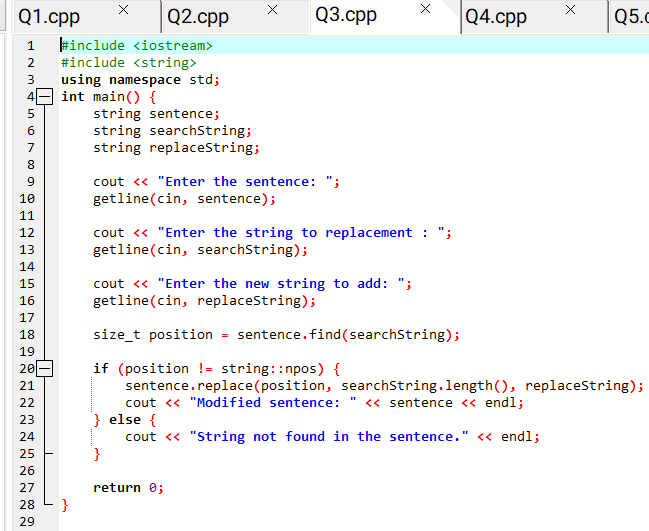 Q1.cpp × Q2.cpp × Q3.cpp × Q4.cpp × Q5.c
1 #include <iostream>
2 #include <string>
3 using namespace std;
4 int main() {
5 string sentence;
6 string searchString;
7 string replaceString;
8
9 cout << "Enter the sentence: ";
10 getline(cin, sentence);
11
12 cout << "Enter the string to replacement : ";
13 getline(cin, searchString);
14
15 cout << "Enter the new string to add: ";
16 getline(cin, replaceString);
17
18 size_t position = sentence.find(searchString);
19
20 if (position != string::npos) {
21 sentence.replace(position, searchString.length(), replaceString);
22 cout << "Modified sentence: " << sentence << endl;
23 } else {
24 cout << "String not found in the sentence." << endl;
25 }
26
27 return 0;
28 }
29